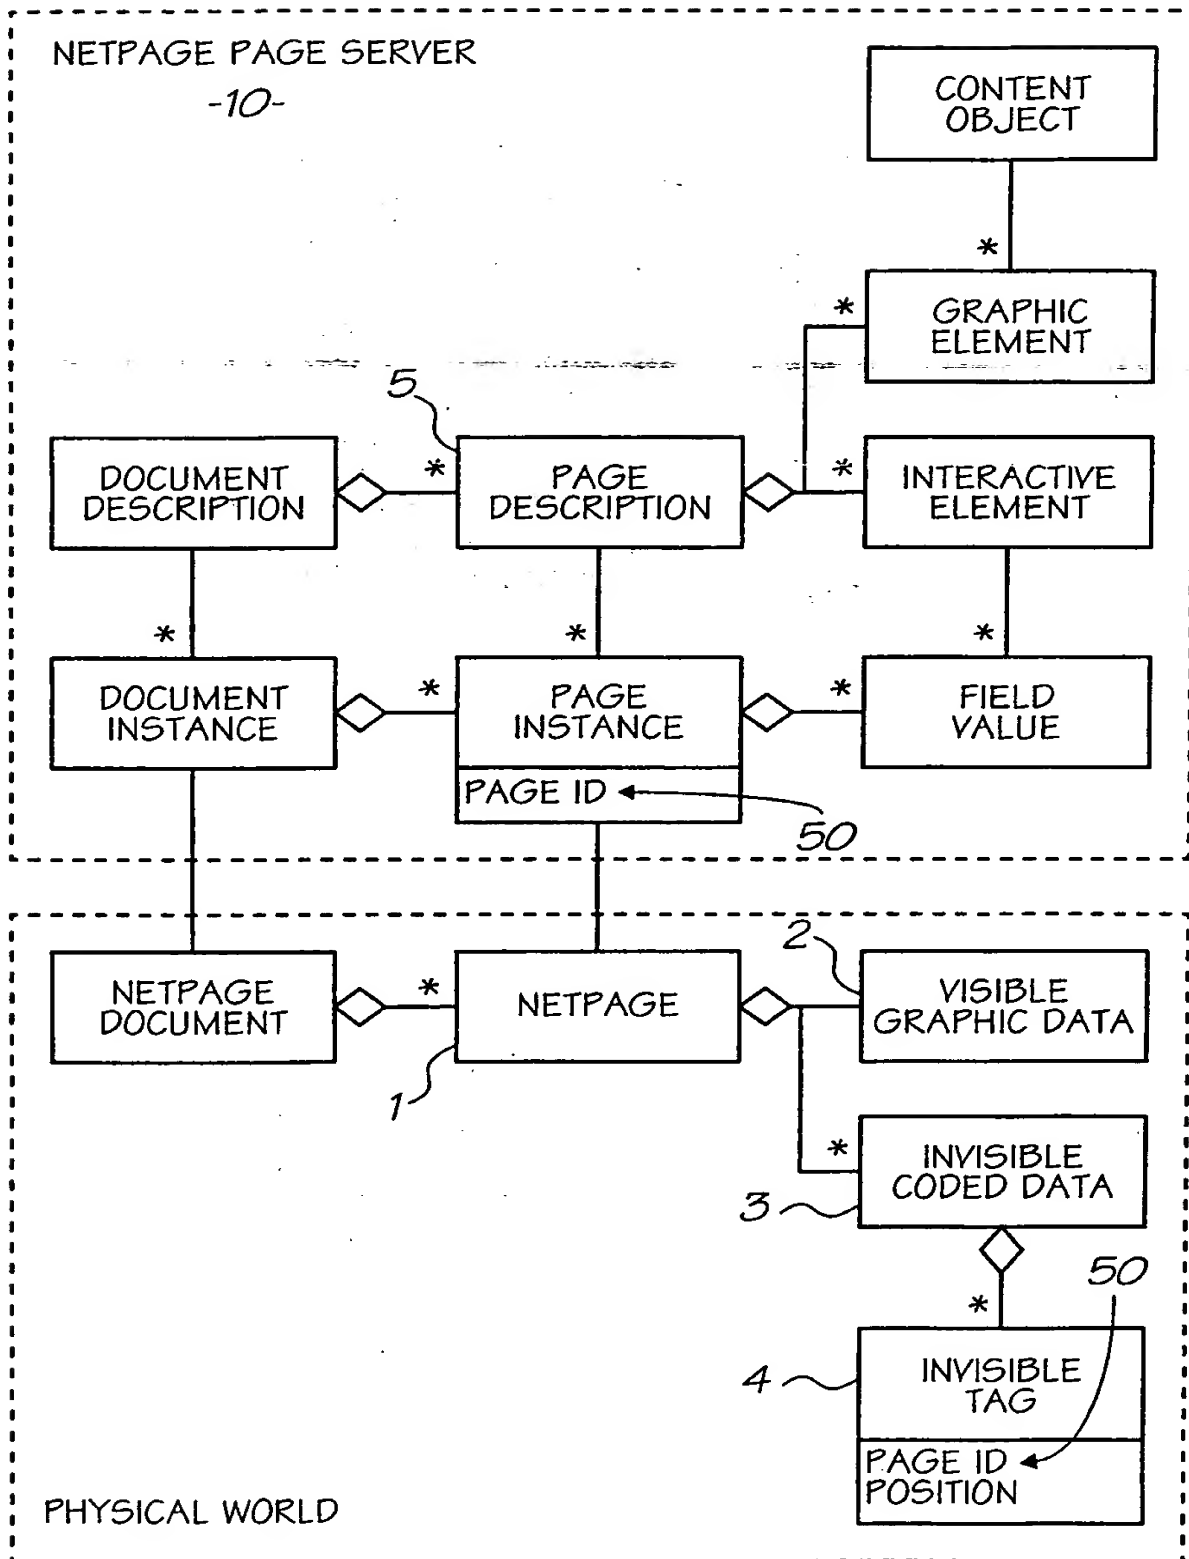 NETPAGE PAGE SERVER
-10-
CONTENT
OBJECT
*
GRAPHIC
ELEMENT
*
5
DOCUMENT
DESCRIPTION
*
PAGE
DESCRIPTION
*
INTERACTIVE
ELEMENT
*
*
*
DOCUMENT
INSTANCE
*
PAGE
INSTANCE
*
FIELD
VALUE
PAGE ID
50
NETPAGE
DOCUMENT
*
NETPAGE
1
2
VISIBLE
GRAPHIC DATA
*
INVISIBLE
CODED DATA
3
50
*
4
INVISIBLE
TAG
PAGE ID
POSITION
PHYSICAL WORLD